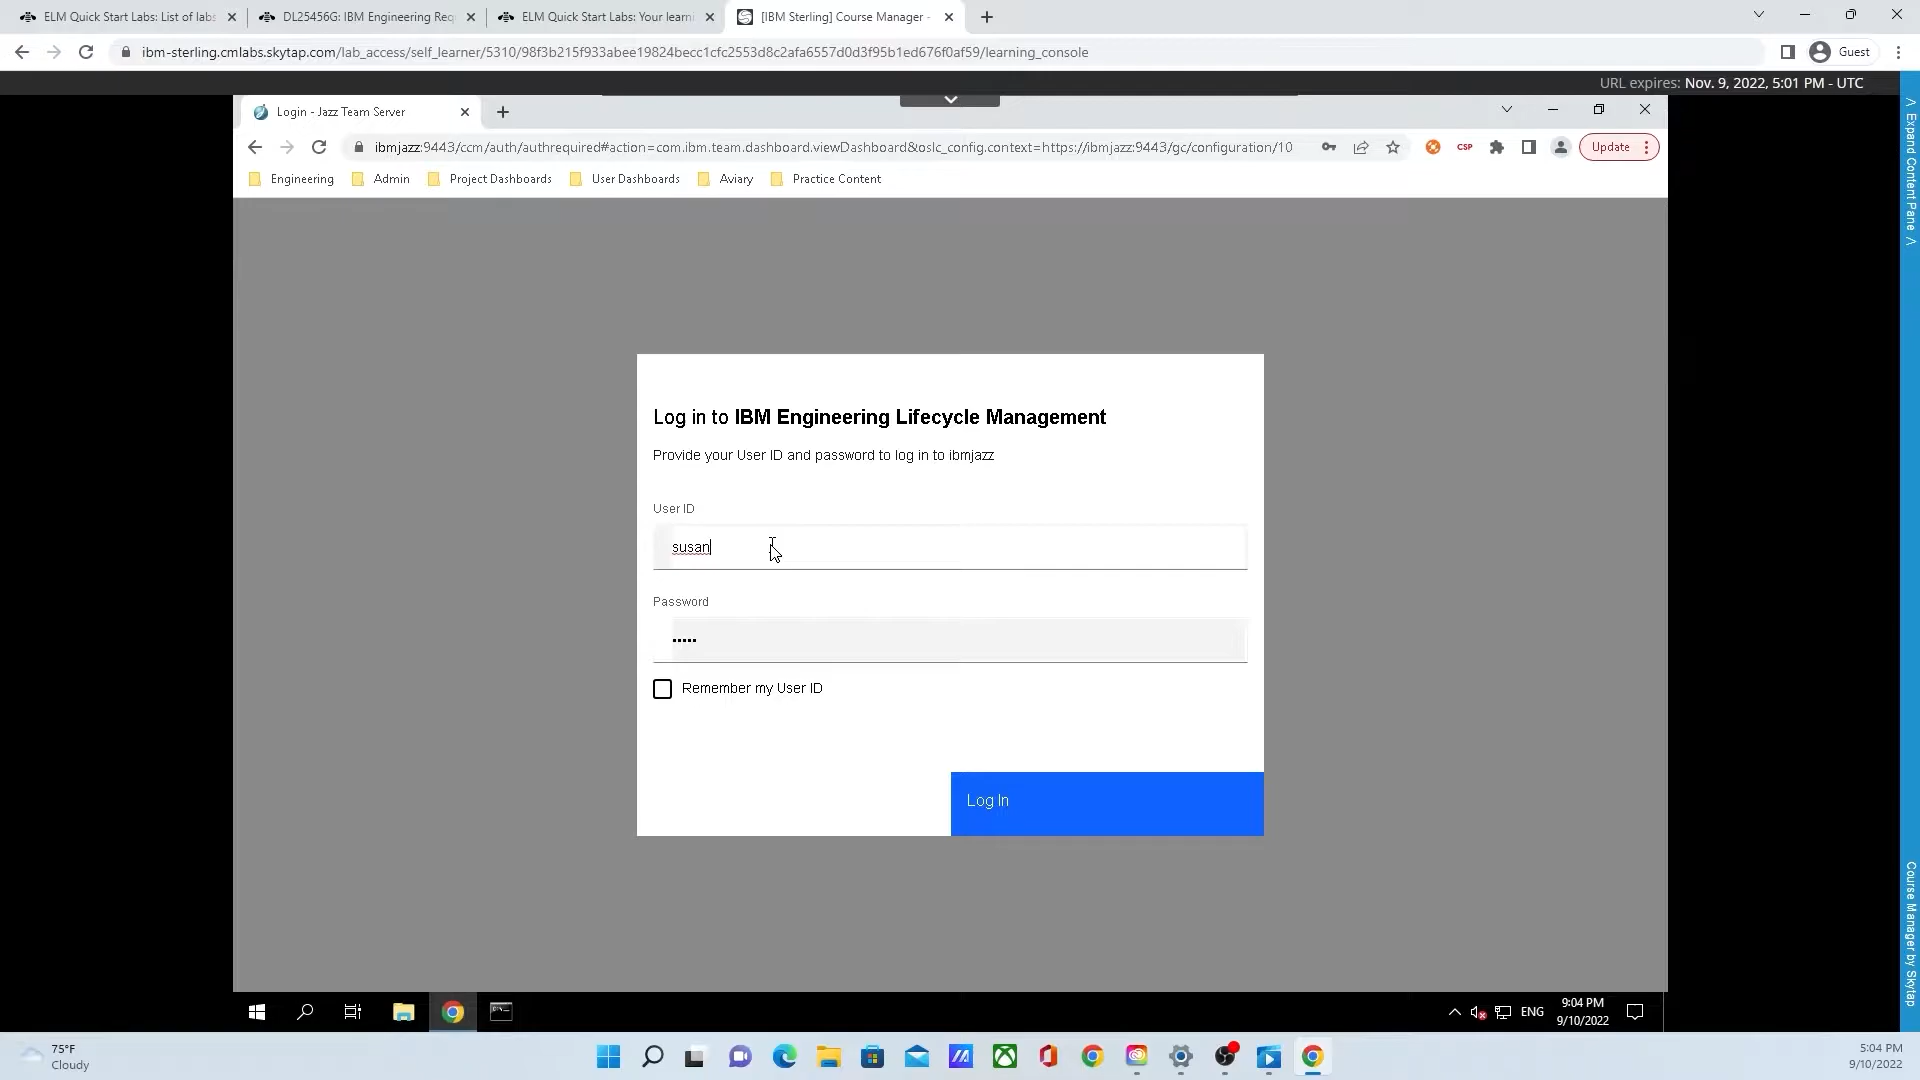 ELM Quick Start Labs: List of labs
DL25456G: IBM Engineering Req
ELM Quick Start Labs: Your learni
[IBM Sterling] Course Manager -
ibm-sterling.cmlabs.skytap.com/lab_access/self_learner/5310/98f3b215f933abee19824becc1cfc2553d8c2afa6557d0d3f95b1ed676f0af59/learning_console
Guest
URL expires: Nov. 9, 2022, 5:01 PM - UTC
Login - Jazz Team Server
ibmjazz:9443/ccm/auth/authrequired#action=com.ibm.team.dashboard.viewDashboard&oslc_config.context=https://ibmjazz:9443/gc/configuration/10
CSP
Update
Engineering
Admin
Project Dashboards
User Dashboards
Aviary
Practice Content
Log in to IBM Engineering Lifecycle Management
Provide your User ID and password to log in to ibmjazz
User ID
susan
Password
•••••
Remember my User ID
Log In
Expand Content Pane
Course Manager by Skytap
ENG
9:04 PM
9/10/2022
75°F
Cloudy
5:04 PM
9/10/2022